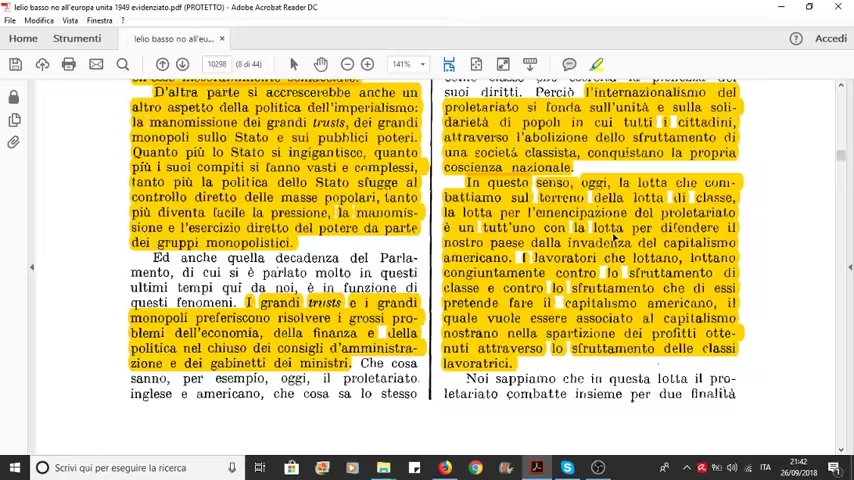 lelio basso no all'europa unita 1949 evidenziato.pdf (PROTETTO) - Adobe Acrobat Reader DC
File Modifica Vista Finestra ?
Home Strumenti lelio basso no all'eu... × Accedi
10298 (8 di 44) 141%
D'altra parte si accrescerebbe anche un
altro aspetto della politica dell'imperialismo:
la manomissione dei grandi trusts, dei grandi
monopoli sullo Stato e sui pubblici poteri.
Quanto più lo Stato si ingigantisce, quanto
più i suoi compiti si fanno vasti e complessi,
tanto più la politica dello Stato sfugge al
controllo diretto delle masse popolari, tanto
più diventa facile la pressione, la manomis-
sione e l'esercizio diretto del potere da parte
dei gruppi monopolistici.
Ed anche quella decadenza del Parla-
mento, di cui si è parlato molto in questi
ultimi tempi qui da noi, è in funzione di
questi fenomeni. I grandi trusts e i grandi
monopoli preferiscono risolvere i grossi pro-
blemi dell'economia, della finanza e della
politica nel chiuso dei consigli d'amministra-
zione e dei gabinetti dei ministri. Che cosa
sanno, per esempio, oggi, il proletariato
inglese e americano, che cosa sa lo stesso
suoi diritti. Perciò l'internazionalismo del
proletariato si fonda sull'unità e sulla soli-
darietà di popoli in cui tutti i cittadini,
attraverso l'abolizione dello sfruttamento di
una società classista, conquistano la propria
coscienza nazionale.
In questo senso, oggi, la lotta che com-
battiamo sul terreno della lotta di classe,
la lotta per l'emencipazione del proletariato
è un tutt'uno con la lotta per difendere il
nostro paese dalla invadenza del capitalismo
americano. I lavoratori che lottano, lottano
congiuntamente contro lo sfruttamento di
classe e contro lo sfruttamento che di essi
pretende fare il capitalismo americano, il
quale vuole essere associato al capitalismo
nostrano nella spartizione dei profitti otte-
nuti attraverso lo sfruttamento delle classi
lavoratrici.
Noi sappiamo che in questa lotta il pro-
letariato combatte insieme per due finalità
Scrivi qui per eseguire la ricerca
ITA
21:42
26/09/2018